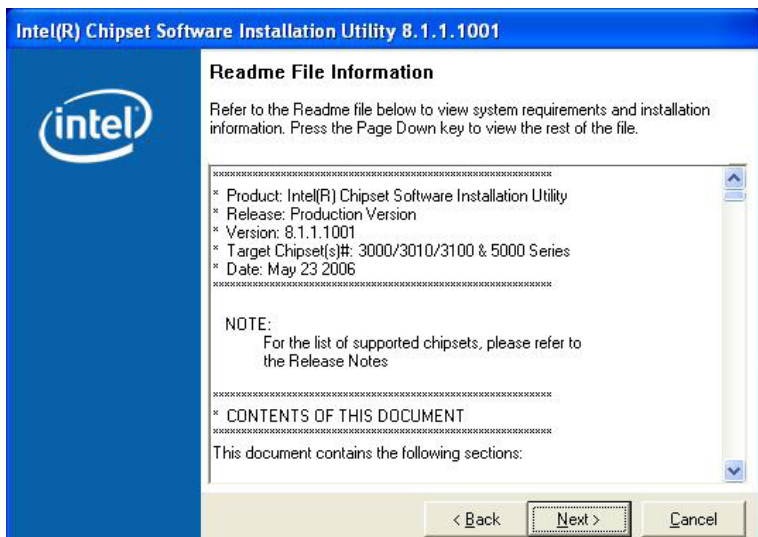 Intel(R) Chipset Software Installation Utility 8.1.1.1001
intel
Readme File Information
Refer to the Readme file below to view system requirements and installation
information. Press the Page Down key to view the rest of the file.
************************************************************
* Product: Intel(R) Chipset Software Installation Utility
* Release: Production Version
* Version: 8.1.1.1001
* Target Chipset(s)#: 3000/3010/3100 & 5000 Series
* Date: May 23 2006
************************************************************
NOTE:
For the list of supported chipsets, please refer to
the Release Notes
************************************************************
* CONTENTS OF THIS DOCUMENT
************************************************************
This document contains the following sections:
< Back
Next >
Cancel